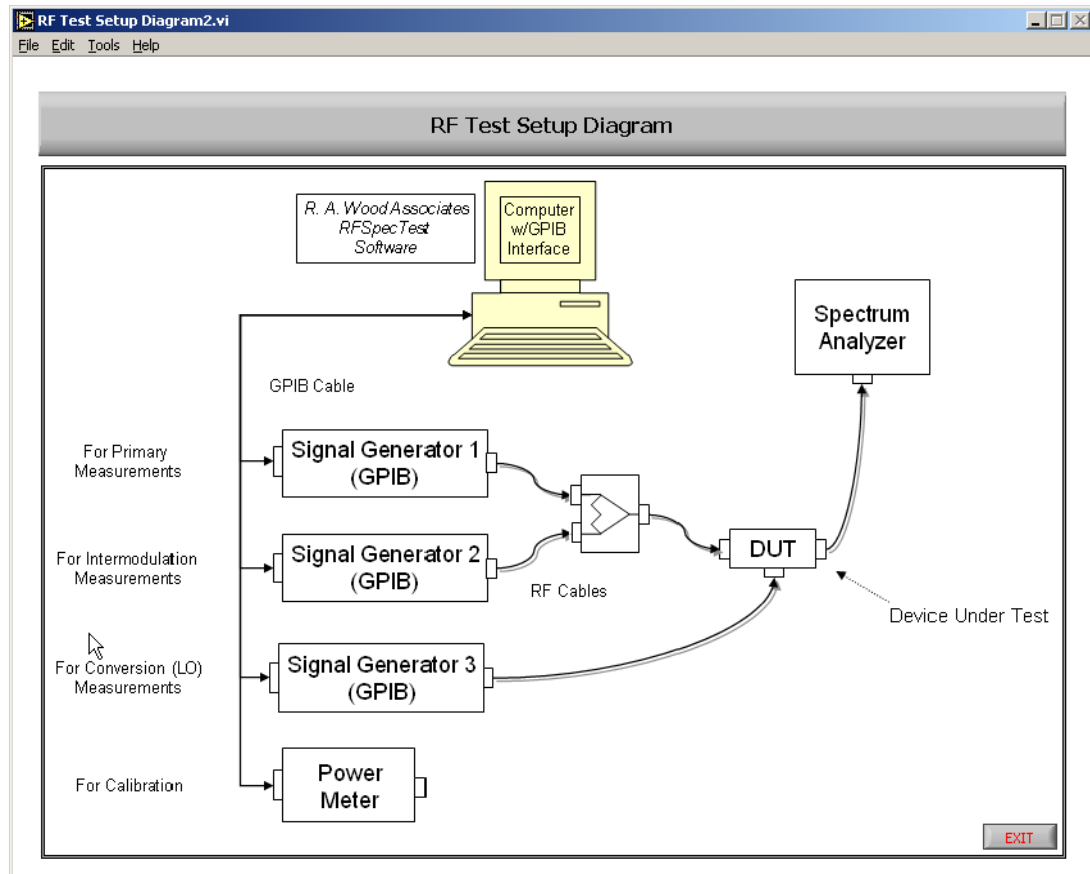 RF Test Setup Diagram2.vi
File Edit Tools Help
RF Test Setup Diagram
R. A. Wood Associates
RFSpecTest
Software
Computer
w/GPIB
Interface
Spectrum
Analyzer
GPIB Cable
For Primary
Measurements
Signal Generator 1
(GPIB)
For Intermodulation
Measurements
Signal Generator 2
(GPIB)
RF Cables
DUT
Device Under Test
For Conversion (LO)
Measurements
Signal Generator 3
(GPIB)
For Calibration
Power
Meter
EXIT